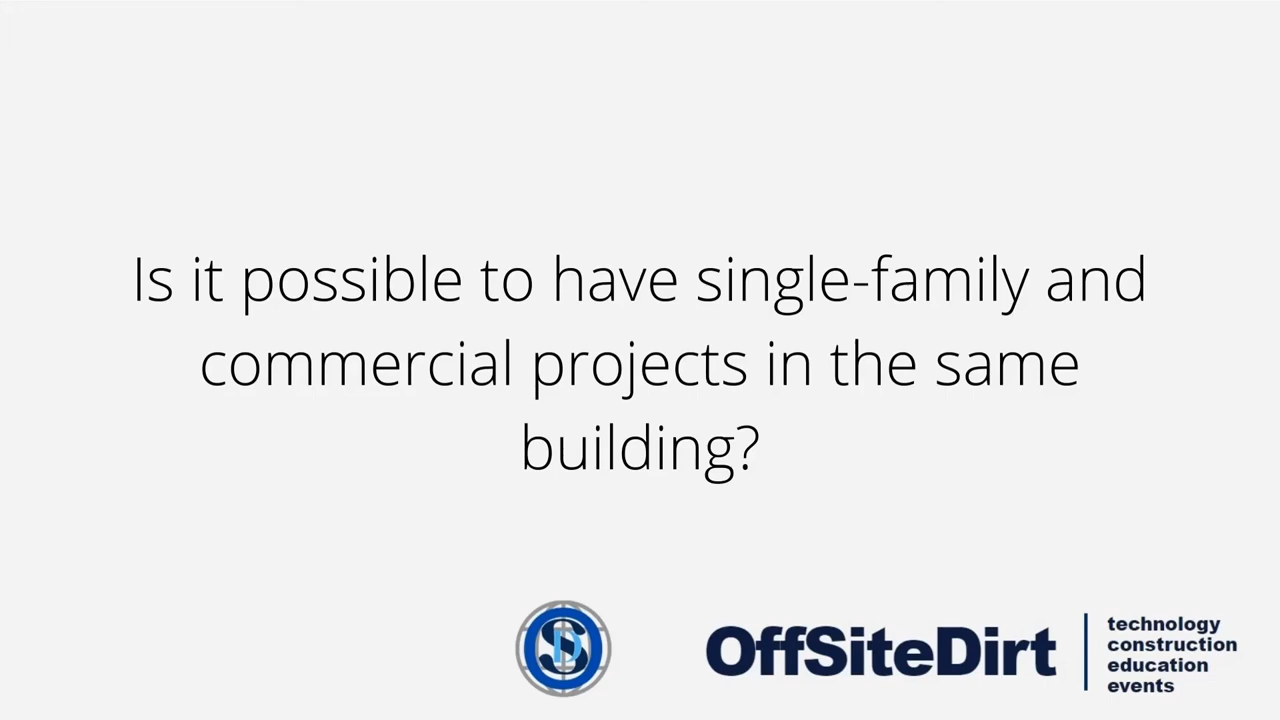 Is it possible to have single-family and
commercial projects in the same
building?
SD
OffSiteDirt
technology
construction
education
events